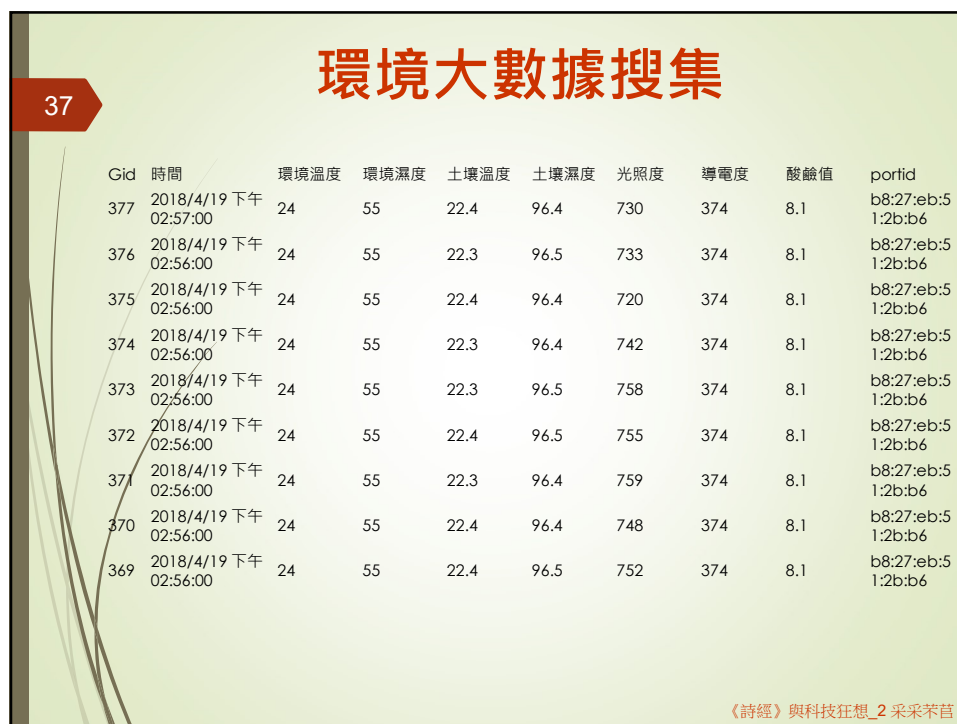 環境大數據搜集
37
Gid 時間 環境溫度 環境濕度 土壤溫度 土壤濕度 光照度 導電度 酸鹼值 portid
377 2018/4/19 下午 02:57:00 24 55 22.4 96.4 730 374 8.1 b8:27:eb:51:2b:b6
376 2018/4/19 下午 02:56:00 24 55 22.3 96.5 733 374 8.1 b8:27:eb:51:2b:b6
375 2018/4/19 下午 02:56:00 24 55 22.4 96.4 720 374 8.1 b8:27:eb:51:2b:b6
374 2018/4/19 下午 02:56:00 24 55 22.3 96.4 742 374 8.1 b8:27:eb:51:2b:b6
373 2018/4/19 下午 02:56:00 24 55 22.3 96.5 758 374 8.1 b8:27:eb:51:2b:b6
372 2018/4/19 下午 02:56:00 24 55 22.4 96.5 755 374 8.1 b8:27:eb:51:2b:b6
371 2018/4/19 下午 02:56:00 24 55 22.3 96.4 759 374 8.1 b8:27:eb:51:2b:b6
370 2018/4/19 下午 02:56:00 24 55 22.4 96.4 748 374 8.1 b8:27:eb:51:2b:b6
369 2018/4/19 下午 02:56:00 24 55 22.4 96.5 752 374 8.1 b8:27:eb:51:2b:b6
《詩經》與科技狂想_2 采采芣苢